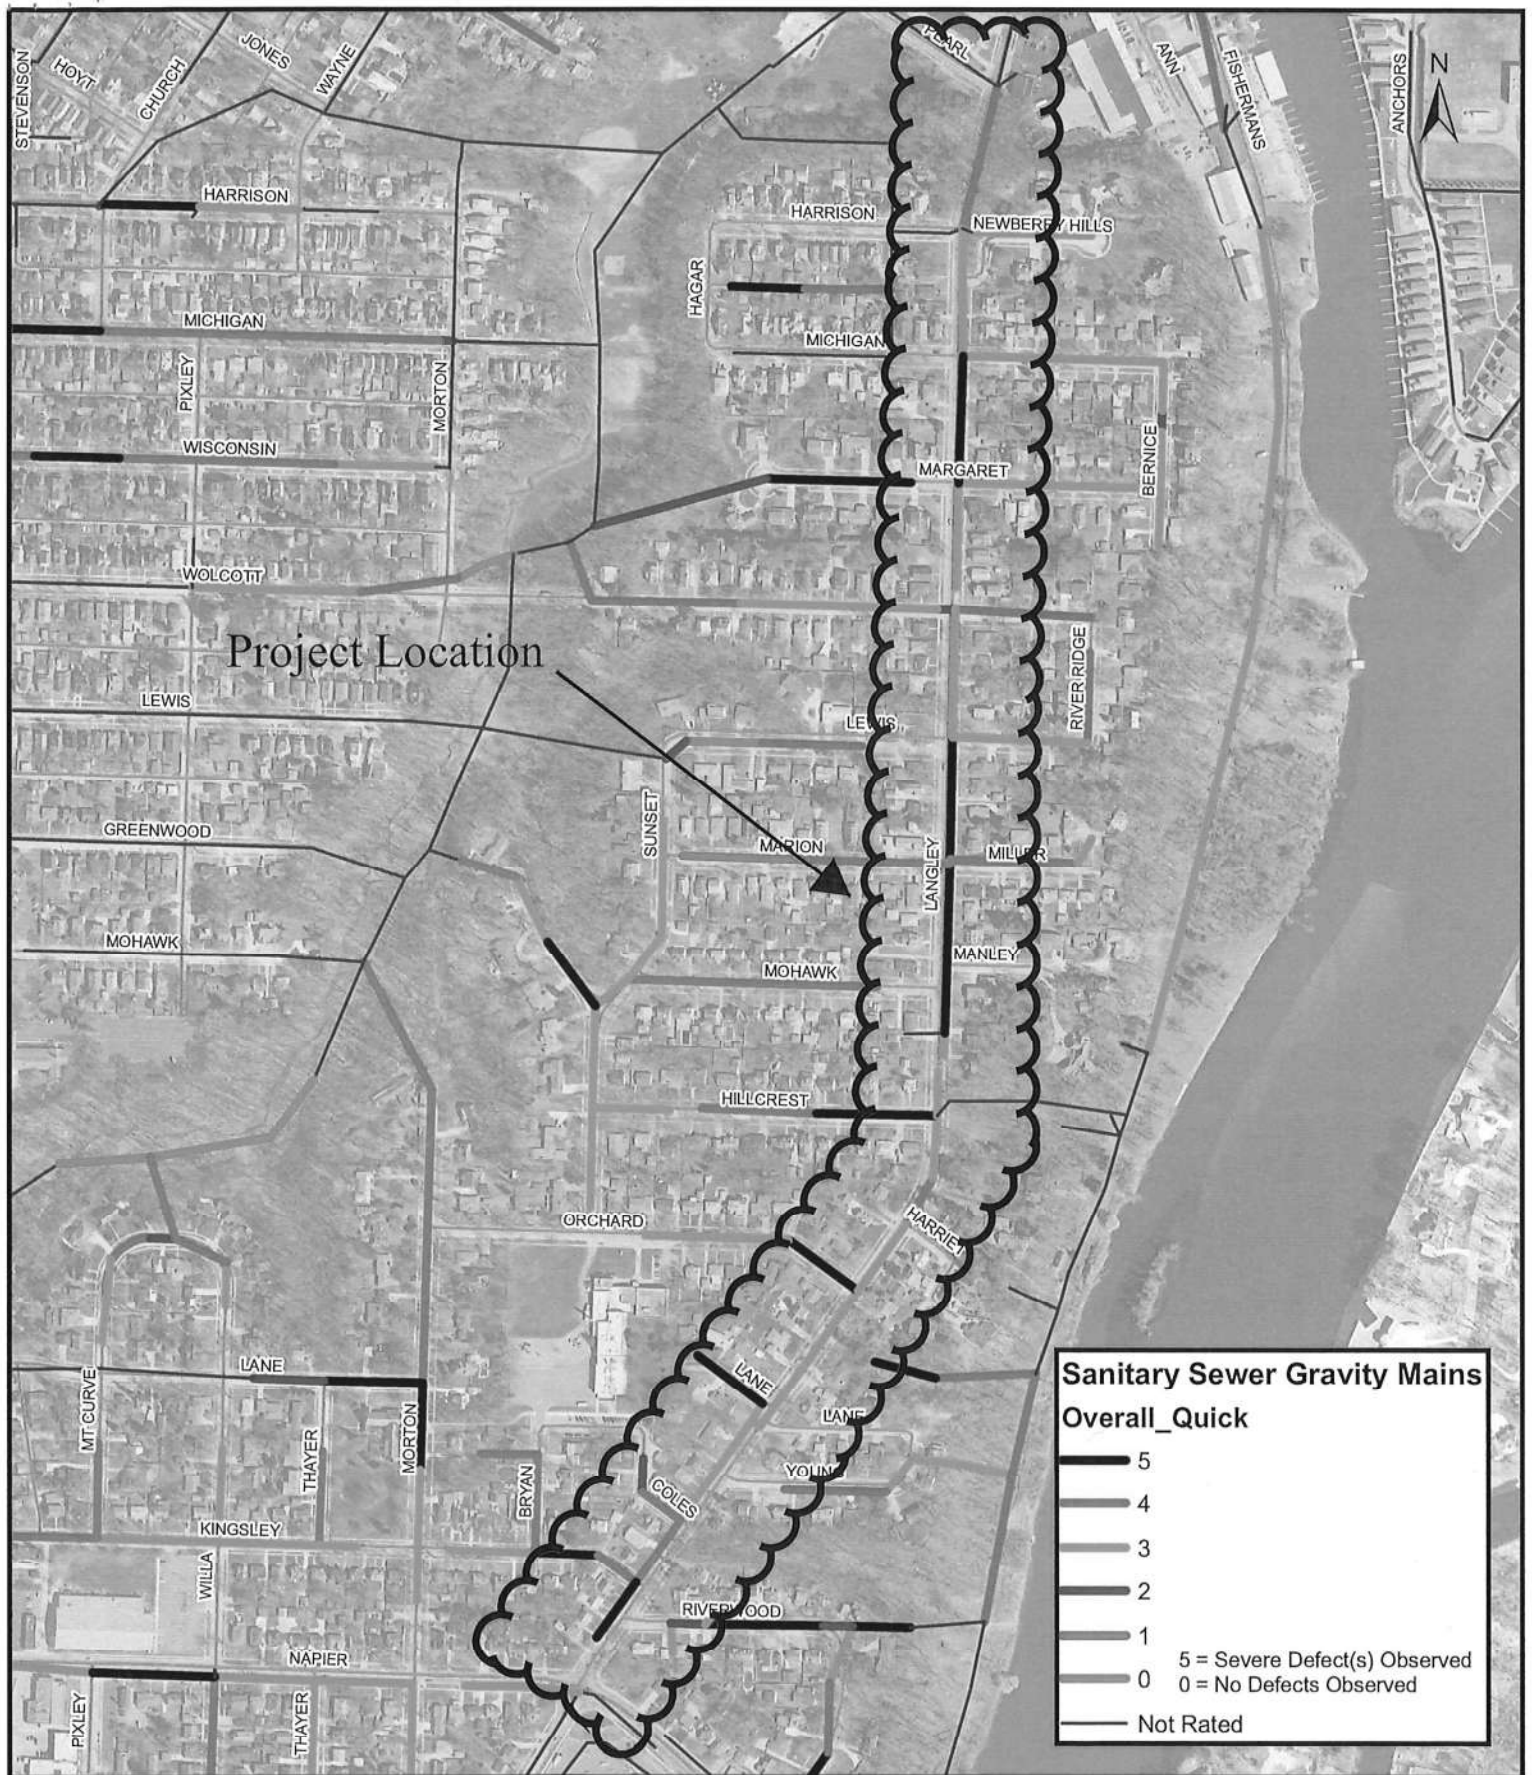 PEARL
ANN
FISHERMANS
ANCHORS
N
STEVENSON
HOYT
CHURCH
JONES
WAYNE
HARRISON
HARRISON
NEWBERRY HILLS
HAGAR
MICHIGAN
MICHIGAN
PIXLEY
MORTON
WISCONSIN
MARGARET
BERNICE
WOLCOTT
Project Location
RIVER RIDGE
LEWIS
LEWIS
SUNSET
GREENWOOD
MARION
LANGLEY
MILLER
MOHAWK
MOHAWK
MANLEY
HILLCREST
ORCHARD
HARRIET
LANE
LANE
LANE
MT CURVE
THAYER
MORTON
BRYAN
COLES
YOUNG
KINGSLEY
WILLA
RIVERWOOD
NAPIER
PIXLEY
THAYER
Sanitary Sewer Gravity Mains
Overall_Quick
5
4
3
2
1
0
5 = Severe Defect(s) Observed
0 = No Defects Observed
Not Rated